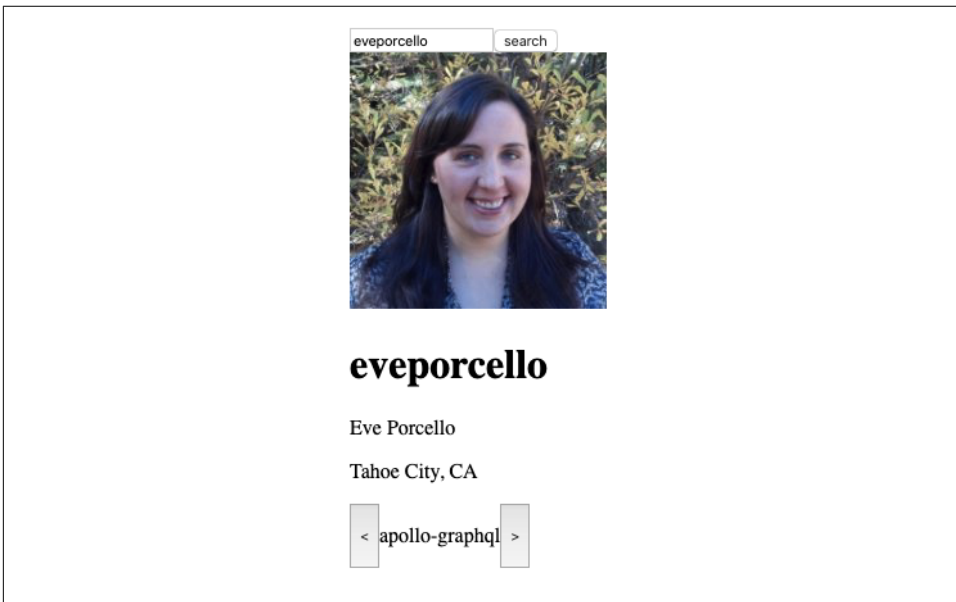 eveporcello search
eveporcello
Eve Porcello
Tahoe City, CA
< apollo-graphql >